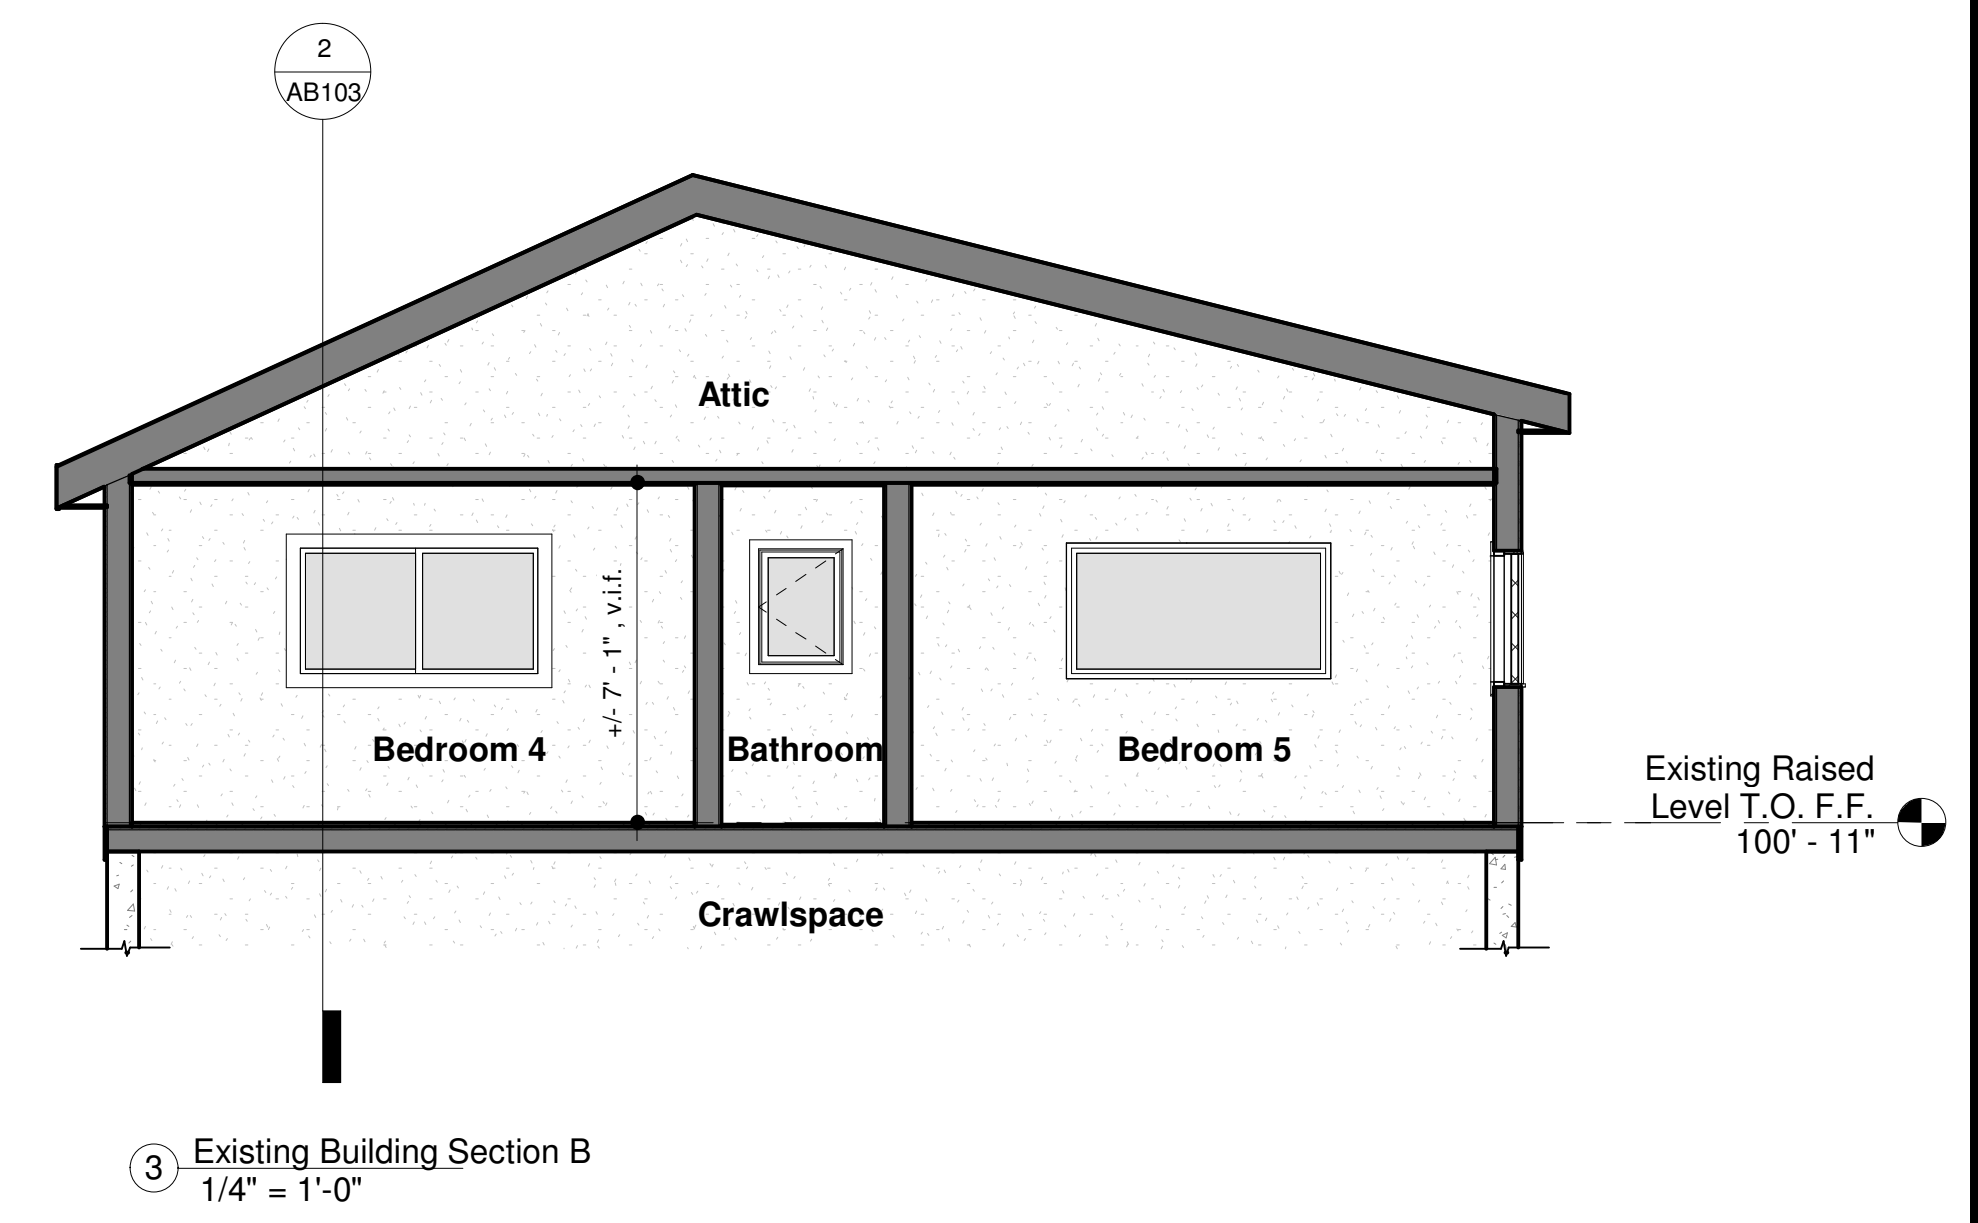 2
AB103
Attic
+/- 7' - 1" , v.i.f.
Bedroom 4
Bathroom
Bedroom 5
Existing Raised
Level T.O. F.F.
100' - 11"
Crawlspace
3
Existing Building Section B
1/4" = 1'-0"